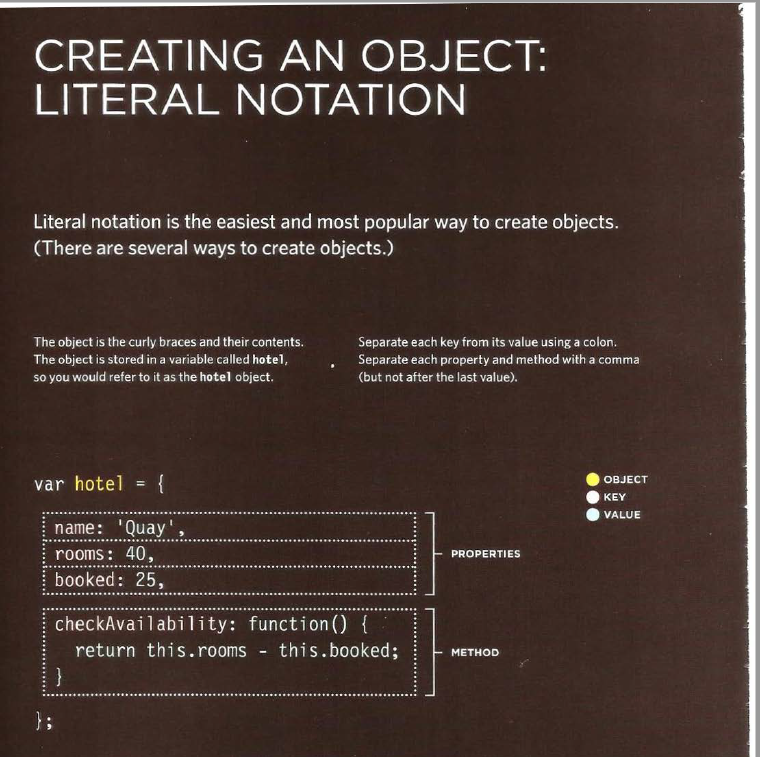 CREATING AN OBJECT:
LITERAL NOTATION
Literal notation is the easiest and most popular way to create objects.
(There are several ways to create objects.)
The object is the curly braces and their contents.
The object is stored in a variable called hotel,
so you would refer to it as the hotel object.
Separate each key from its value using a colon.
Separate each property and method with a comma
(but not after the last value).
var hotel = {
OBJECT
KEY
VALUE
name: 'Quay',
rooms: 40,
booked: 25,
PROPERTIES
checkAvailability: function() {
return this.rooms - this.booked;
}
METHOD
};